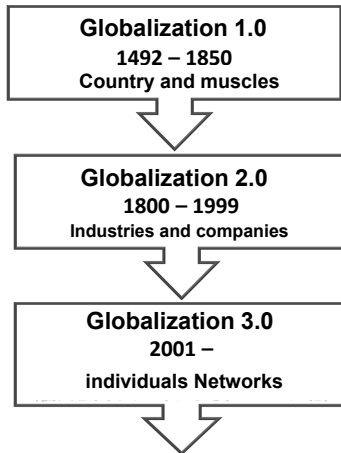 Globalization 1.0
1492 – 1850
Country and muscles
Globalization 2.0
1800 – 1999
Industries and companies
Globalization 3.0
2001 –
individuals Networks